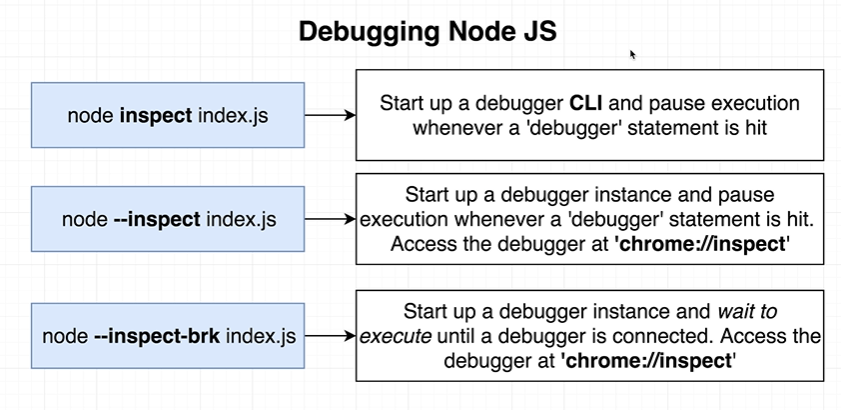 Debugging Node JS
node inspect index.js
Start up a debugger CLI and pause execution
whenever a 'debugger' statement is hit
node --inspect index.js
Start up a debugger instance and pause
execution whenever a 'debugger' statement is hit.
Access the debugger at 'chrome://inspect'
node --inspect-brk index.js
Start up a debugger instance and wait to
execute until a debugger is connected. Access the
debugger at 'chrome://inspect'